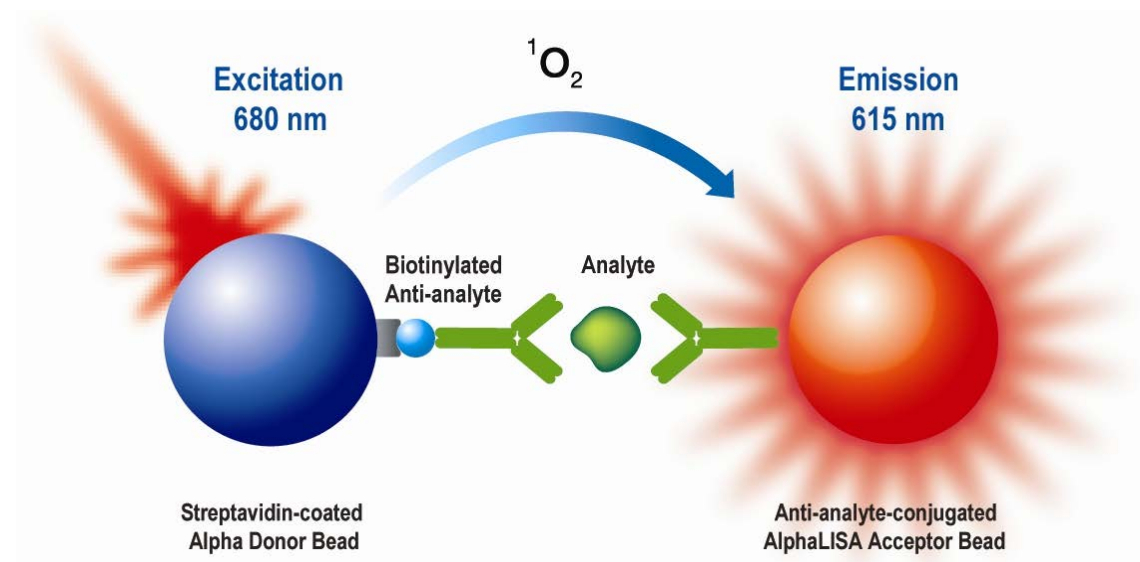 Excitation
680 nm
¹O₂
Emission
615 nm
Biotinylated
Anti-analyte
Analyte
Streptavidin-coated
Alpha Donor Bead
Anti-analyte-conjugated
AlphaLISA Acceptor Bead